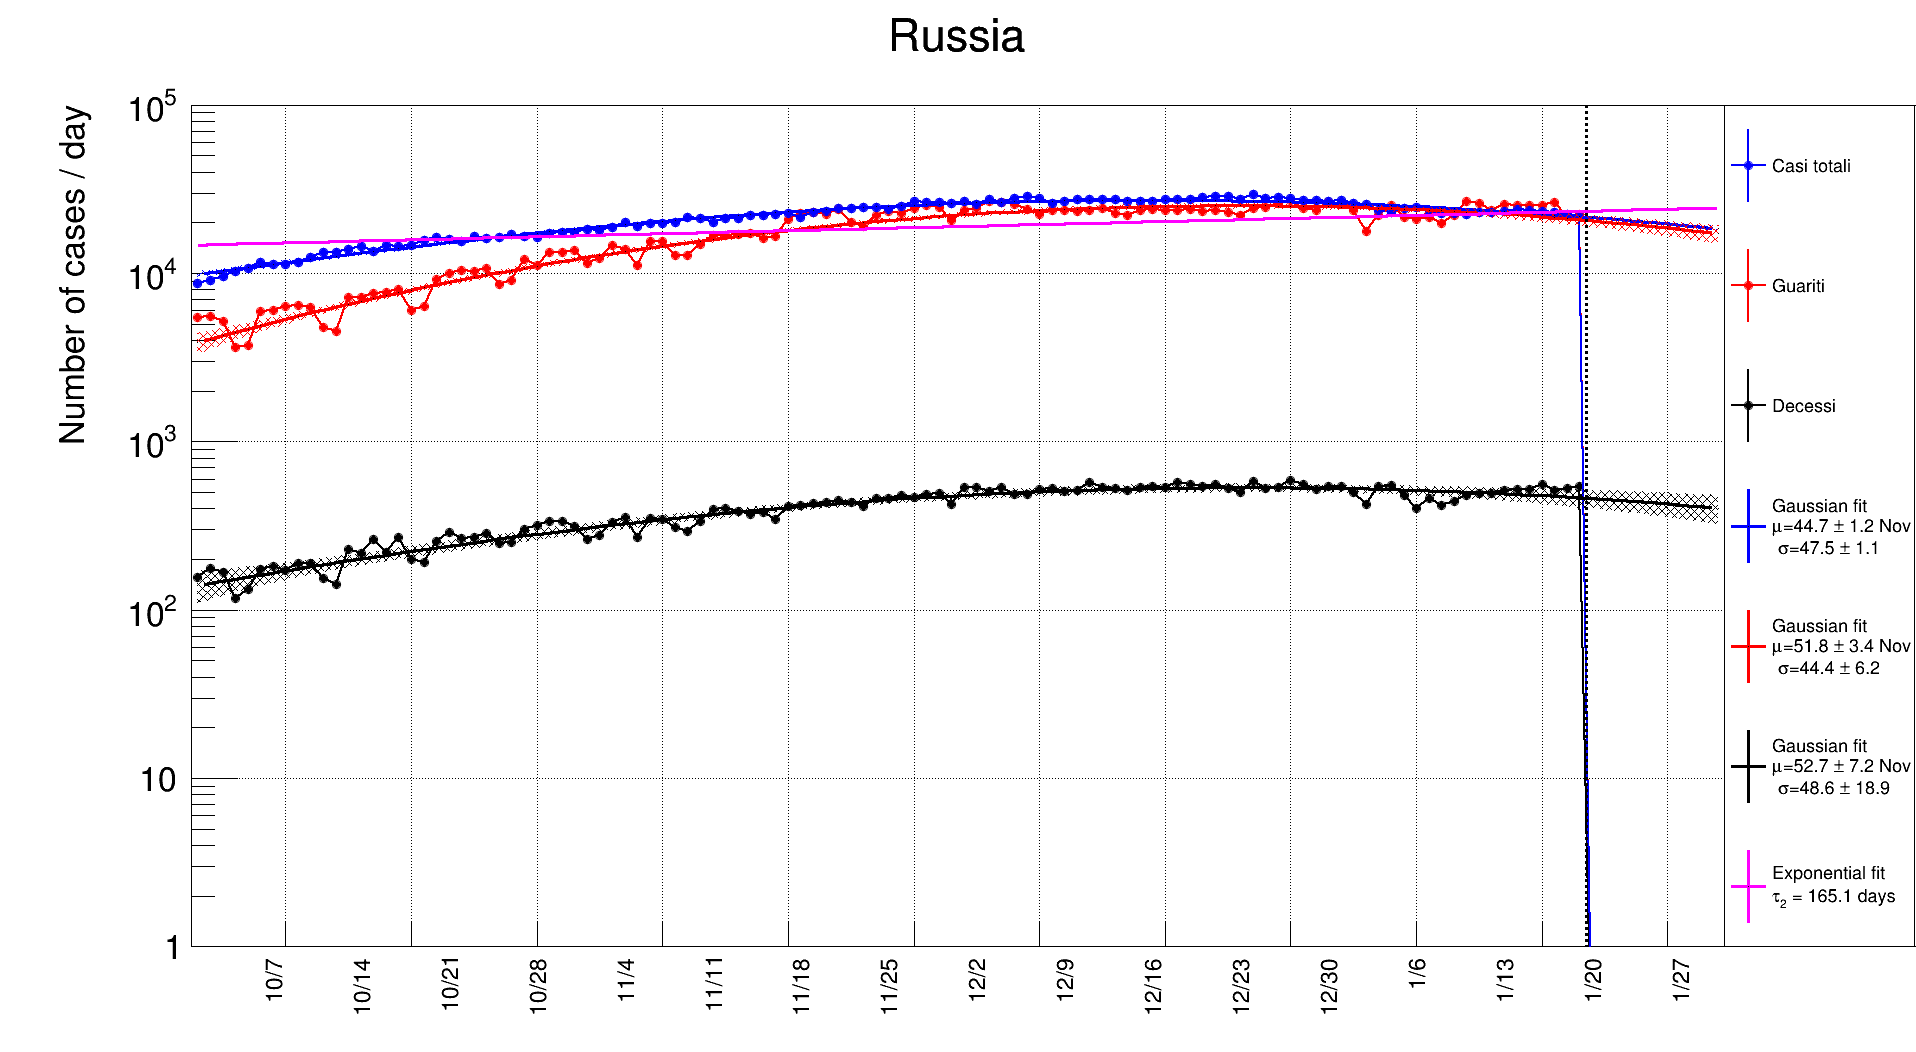 Russia
Number of cases / day
10^5
10^4
10^3
10^2
10
1
10/7
10/14
10/21
10/28
11/4
11/11
11/18
11/25
12/2
12/9
12/16
12/23
12/30
1/6
1/13
1/20
1/27
Casi totali
Guariti
Decessi
Gaussian fit
μ=44.7 ± 1.2 Nov
σ=47.5 ± 1.1
Gaussian fit
μ=51.8 ± 3.4 Nov
σ=44.4 ± 6.2
Gaussian fit
μ=52.7 ± 7.2 Nov
σ=48.6 ± 18.9
Exponential fit
τ₂ = 165.1 days